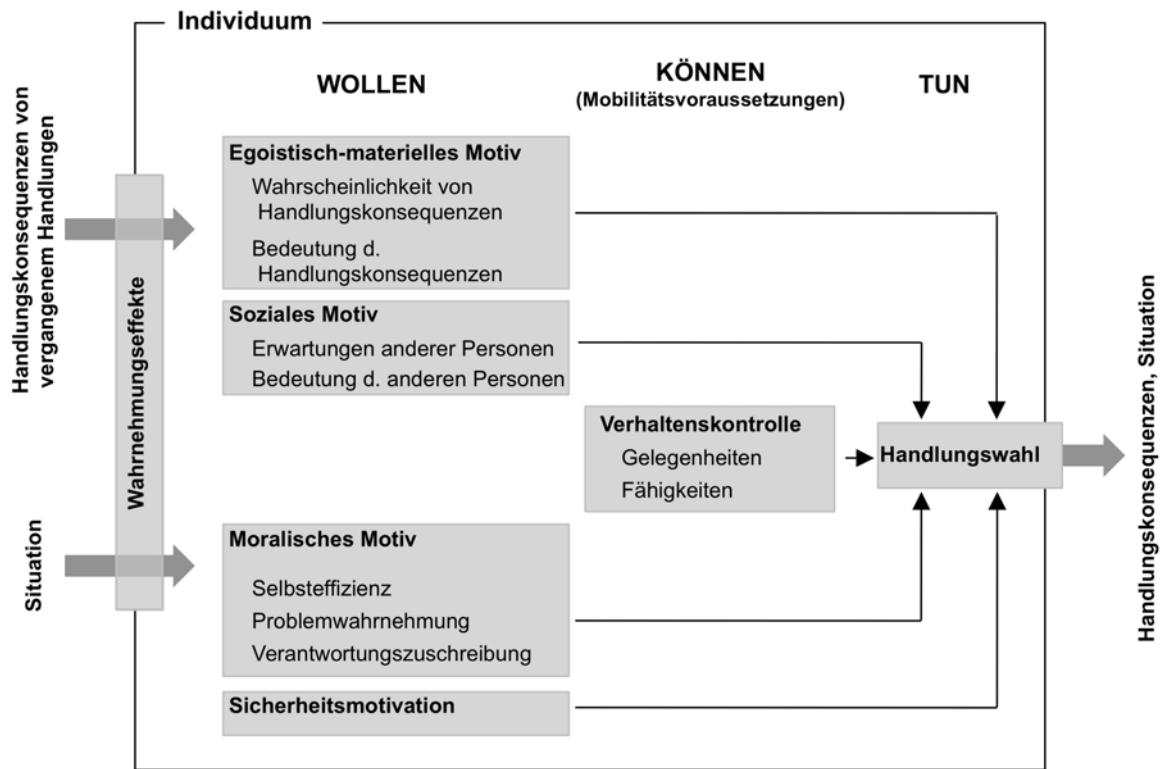 Individuum
WOLLEN
KÖNNEN
(Mobilitätsvoraussetzungen)
TUN
Handlungskonsequenzen von
vergangenem Handlungen
Situation
Wahrnehmungseffekte
Egoistisch-materielles Motiv
Wahrscheinlichkeit von
Handlungskonsequenzen
Bedeutung d.
Handlungskonsequenzen
Soziales Motiv
Erwartungen anderer Personen
Bedeutung d. anderen Personen
Verhaltenskontrolle
Gelegenheiten
Fähigkeiten
Handlungswahl
Moralisches Motiv
Selbsteffizienz
Problemwahrnehmung
Verantwortungszuschreibung
Sicherheitsmotivation
Handlungskonsequenzen, Situation